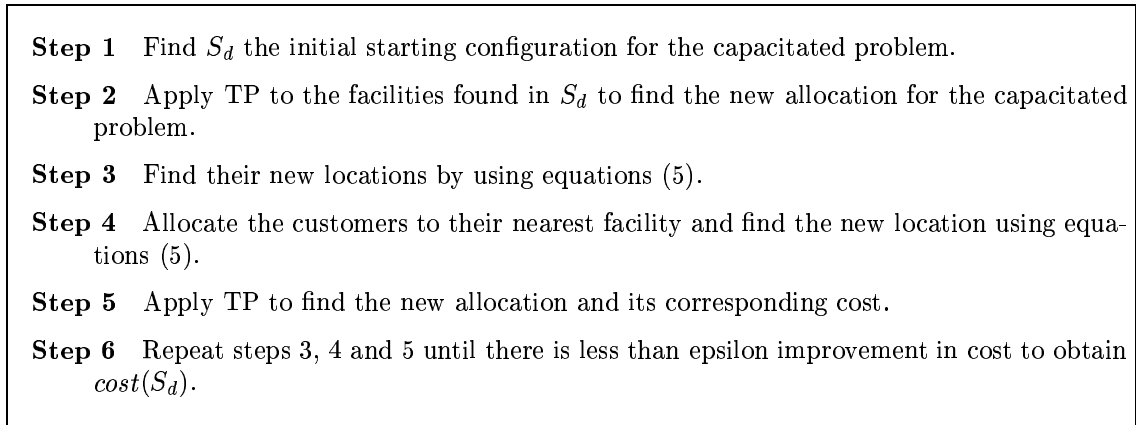 Step 1 Find S_d the initial starting configuration for the capacitated problem.
Step 2 Apply TP to the facilities found in S_d to find the new allocation for the capacitated
problem.
Step 3 Find their new locations by using equations (5).
Step 4 Allocate the customers to their nearest facility and find the new location using equa-
tions (5).
Step 5 Apply TP to find the new allocation and its corresponding cost.
Step 6 Repeat steps 3, 4 and 5 until there is less than epsilon improvement in cost to obtain
cost(S_d).